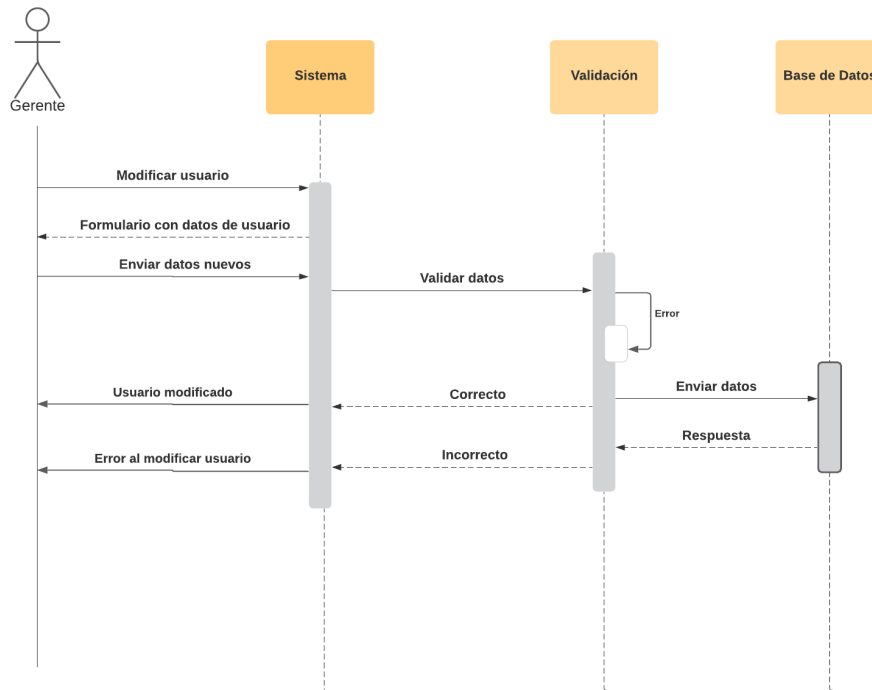 Gerente
Sistema
Validación
Base de Datos
Modificar usuario
Formulario con datos de usuario
Enviar datos nuevos
Validar datos
Error
Enviar datos
Usuario modificado
Correcto
Respuesta
Error al modificar usuario
Incorrecto